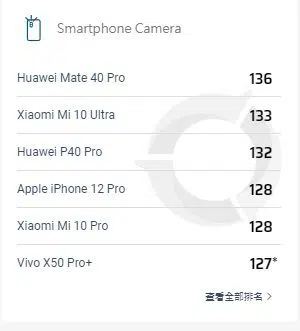 Smartphone Camera
Huawei Mate 40 Pro 136
Xiaomi Mi 10 Ultra 133
Huawei P40 Pro 132
Apple iPhone 12 Pro 128
Xiaomi Mi 10 Pro 128
Vivo X50 Pro+ 127*
查看全部排名 >